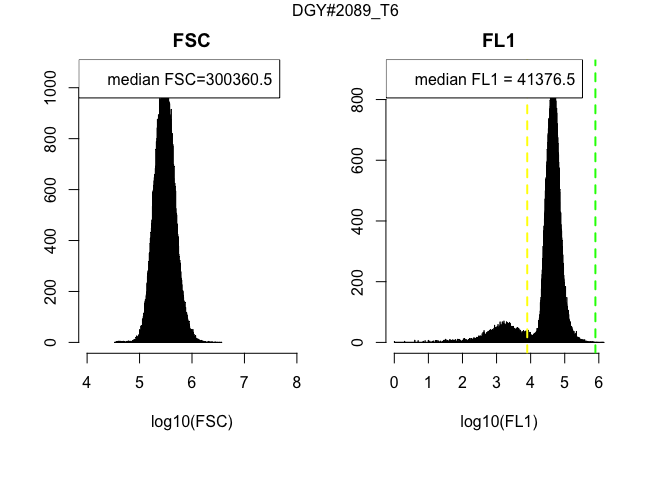 DGY#2089_T6
FSC
median FSC=300360.5
0
200
400
600
800
1000
4 5 6 7 8
log10(FSC)
FL1
median FL1 = 41376.5
0
200
400
600
800
0 1 2 3 4 5 6
log10(FL1)